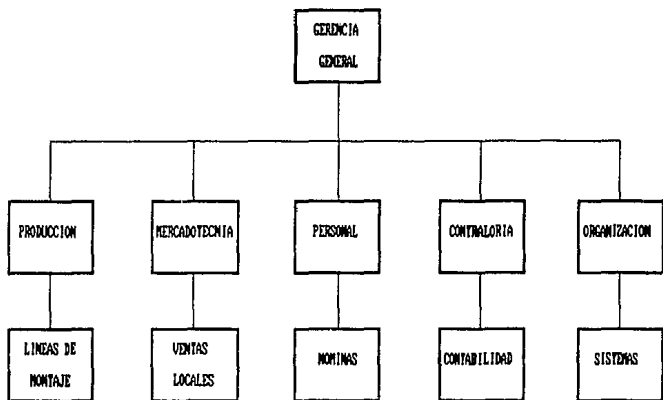 GERENCIA
GENERAL
PRODUCCION
MERCADOTECNIA
PERSONAL
CONTRALORIA
ORGANIZACION
LINEAS DE
MONTAJE
VENTAS
LOCALES
NOMINAS
CONTABILIDAD
SISTEMAS